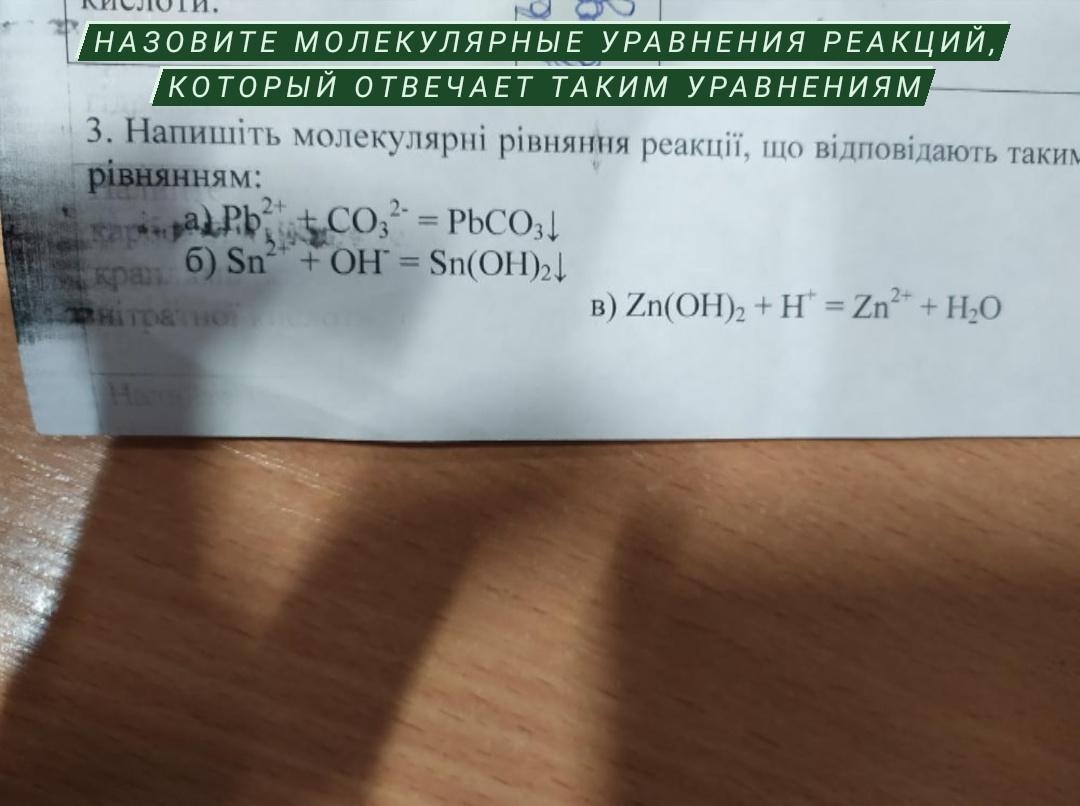 кислоти.
НАЗОВИТЕ МОЛЕКУЛЯРНЫЕ УРАВНЕНИЯ РЕАКЦИЙ,
КОТОРЫЙ ОТВЕЧАЕТ ТАКИМ УРАВНЕНИЯМ
3. Напишіть молекулярні рівняння реакції, що відповідають таким
рівнянням:
а) Pb²⁺ + CO₃²⁻ = PbCO₃↓
б) Sn²⁺ + OH⁻ = Sn(OH)₂↓
в) Zn(OH)₂ + H⁺ = Zn²⁺ + H₂O